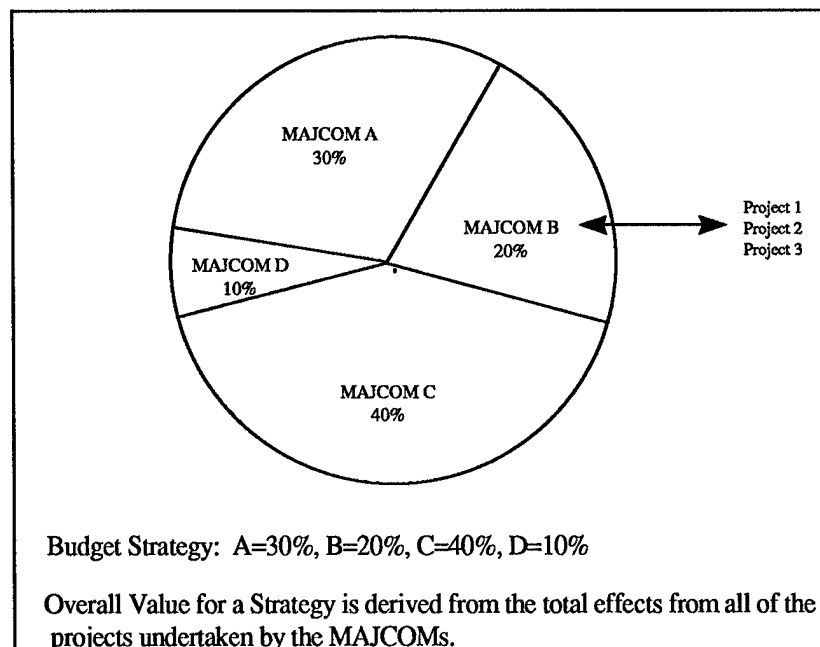 MAJCOM A
30%
MAJCOM B
20%
Project 1
Project 2
Project 3
MAJCOM D
10%
MAJCOM C
40%
Budget Strategy: A=30%, B=20%, C=40%, D=10%
Overall Value for a Strategy is derived from the total effects from all of the
projects undertaken by the MAJCOMs.